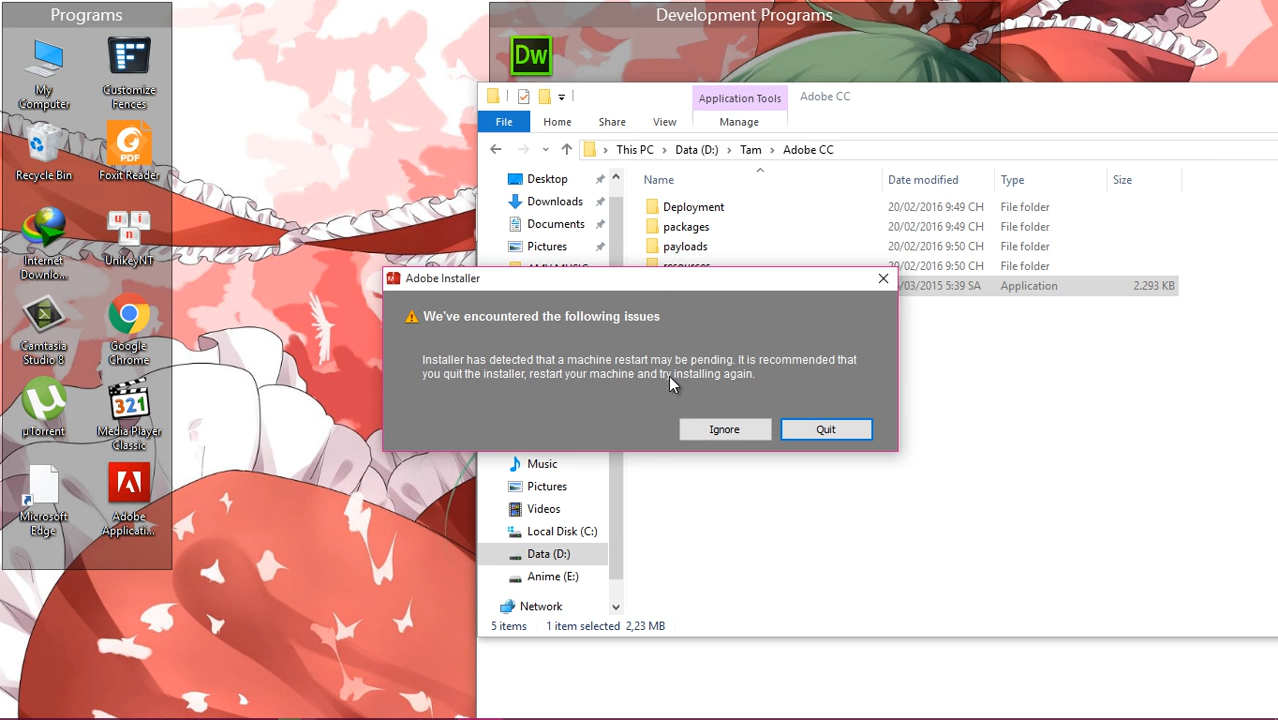 Programs
Development Programs
My Computer
Customize Fences
Recycle Bin
PDF
Foxit Reader
Internet Downlo...
u n i n
UnikeyNT
Camtasia Studio 8
Google Chrome
µTorrent
321
Media Player Classic
Microsoft Edge
Adobe Applicati...
Dw
Application Tools
Adobe CC
File
Home
Share
View
Manage
This PC > Data (D:) > Tam > Adobe CC
Name
Date modified
Type
Size
Desktop
Downloads
Documents
Pictures
Deployment 20/02/2016 9:49 CH File folder
packages 20/02/2016 9:49 CH File folder
payloads 20/02/2016 9:50 CH File folder
resources 20/02/2016 9:50 CH File folder
/03/2015 5:39 SA Application 2.293 KB
Adobe Installer
We've encountered the following issues
Installer has detected that a machine restart may be pending. It is recommended that
you quit the installer, restart your machine and try installing again.
Ignore
Quit
Music
Pictures
Videos
Local Disk (C:)
Data (D:)
Anime (E:)
Network
5 items 1 item selected 2,23 MB